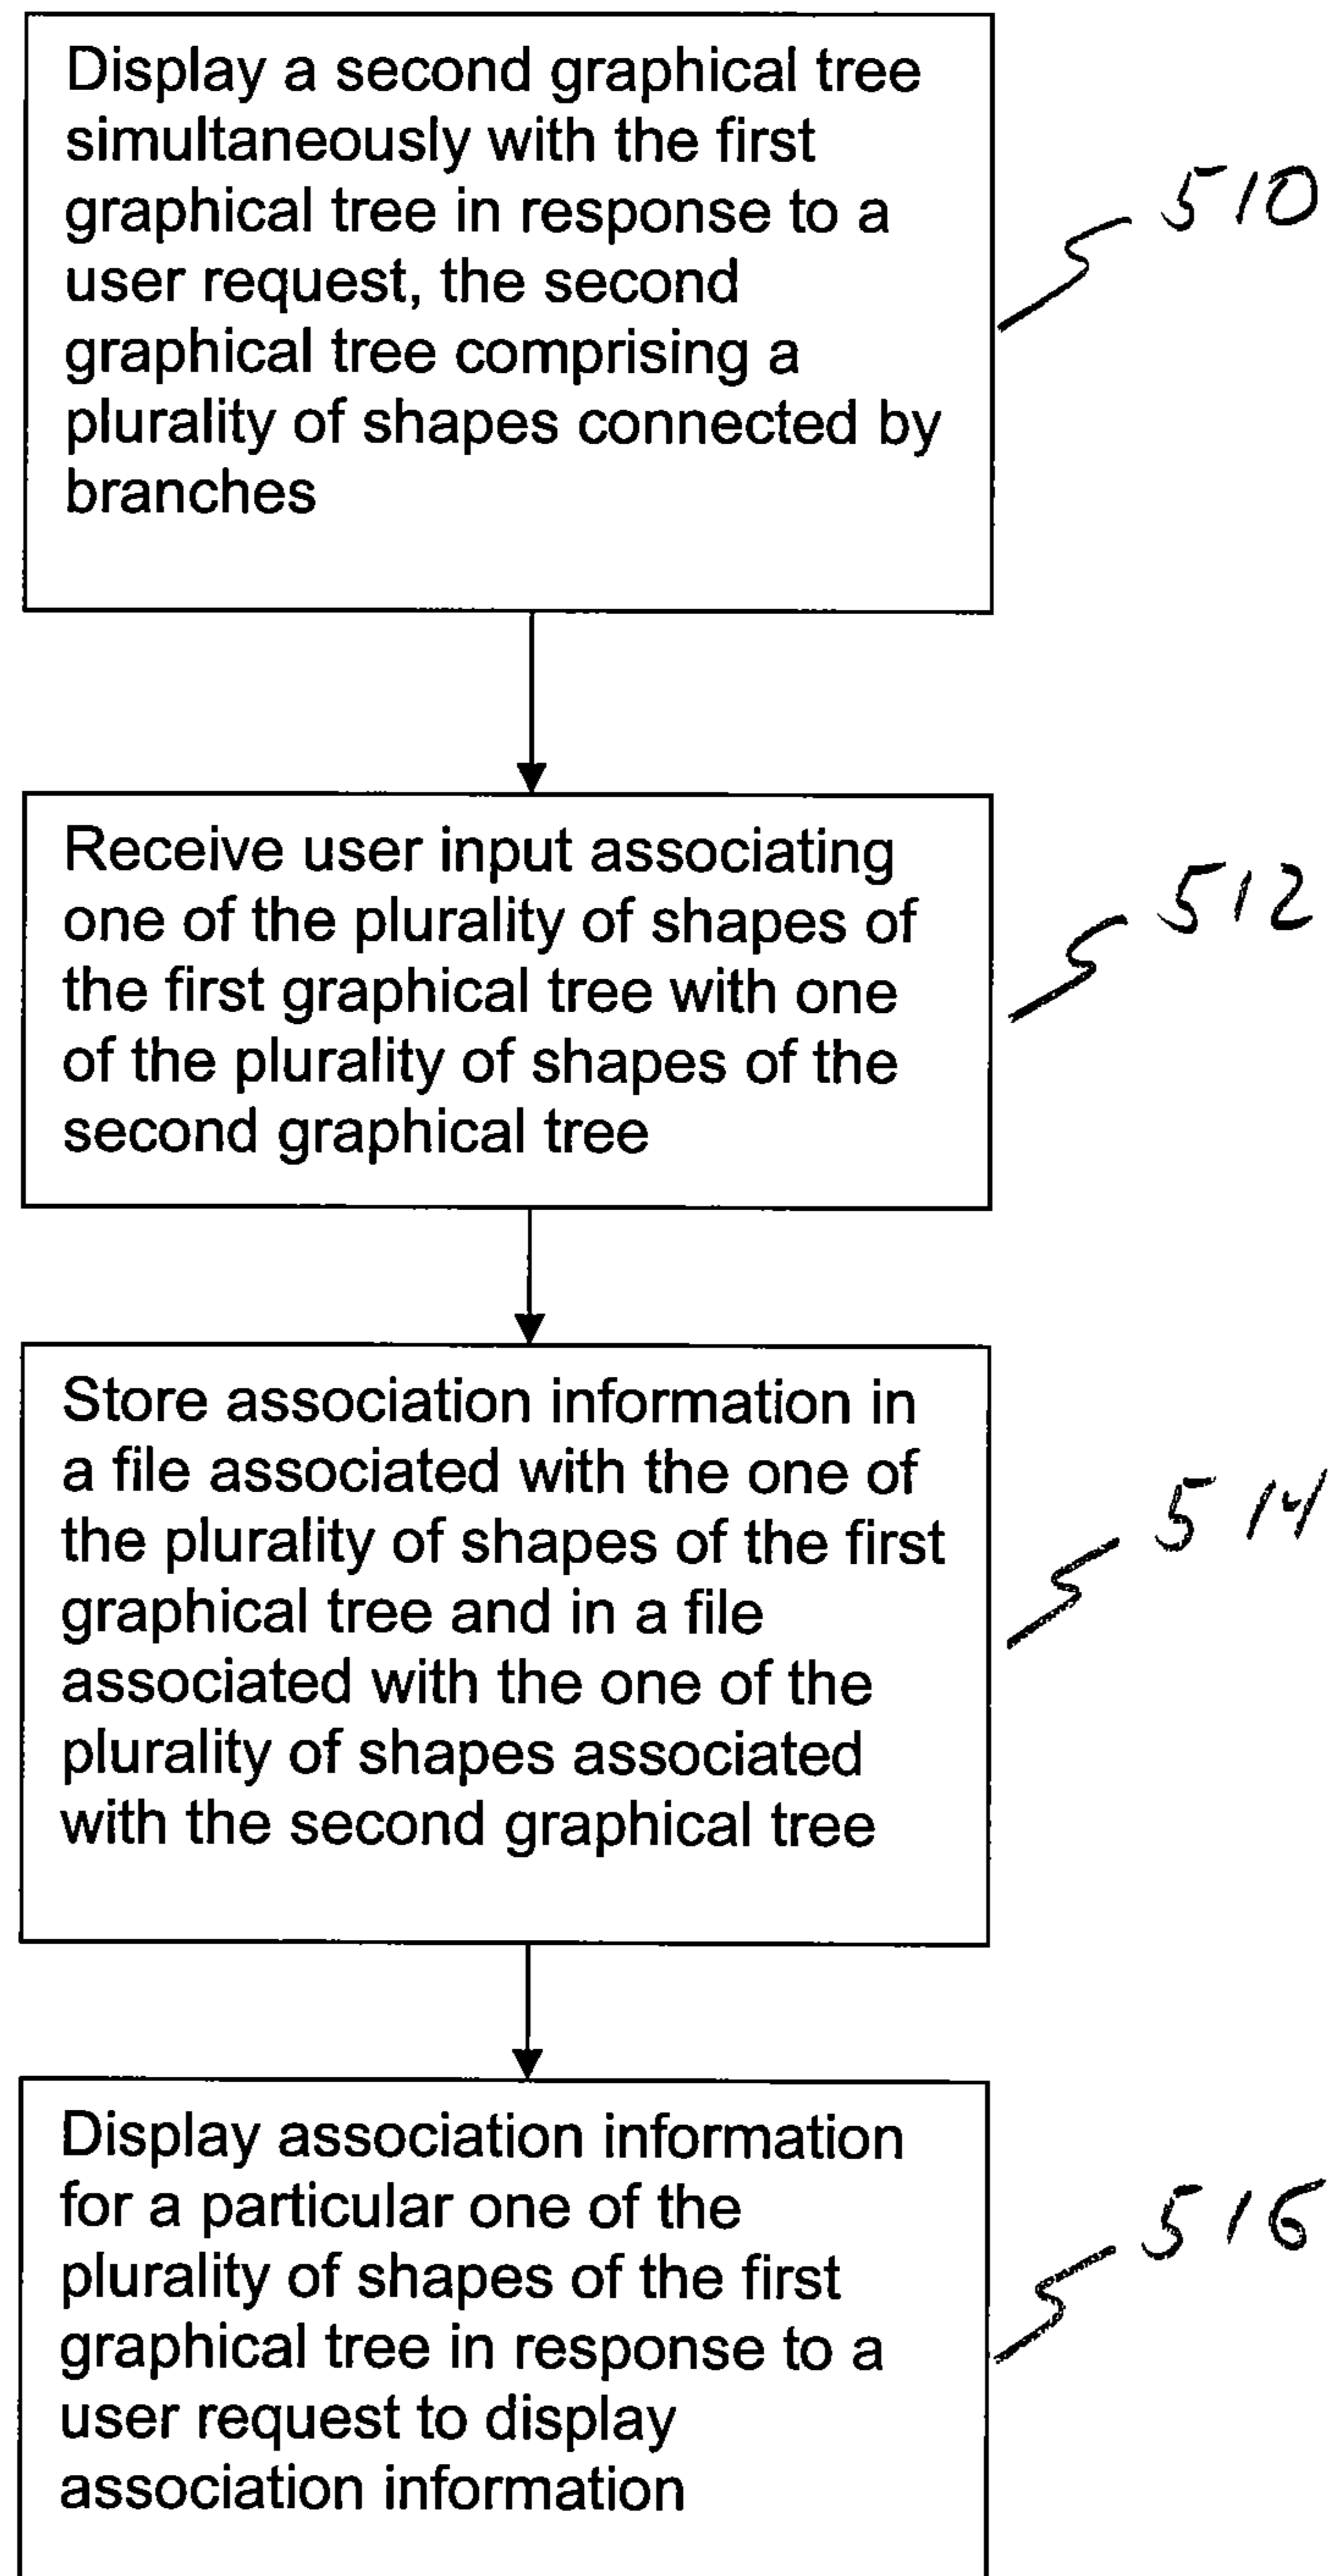 Display a second graphical tree
simultaneously with the first
graphical tree in response to a
user request, the second
graphical tree comprising a
plurality of shapes connected by
branches
510
Receive user input associating
one of the plurality of shapes of
the first graphical tree with one
of the plurality of shapes of the
second graphical tree
512
Store association information in
a file associated with the one of
the plurality of shapes of the first
graphical tree and in a file
associated with the one of the
plurality of shapes associated
with the second graphical tree
514
Display association information
for a particular one of the
plurality of shapes of the first
graphical tree in response to a
user request to display
association information
516